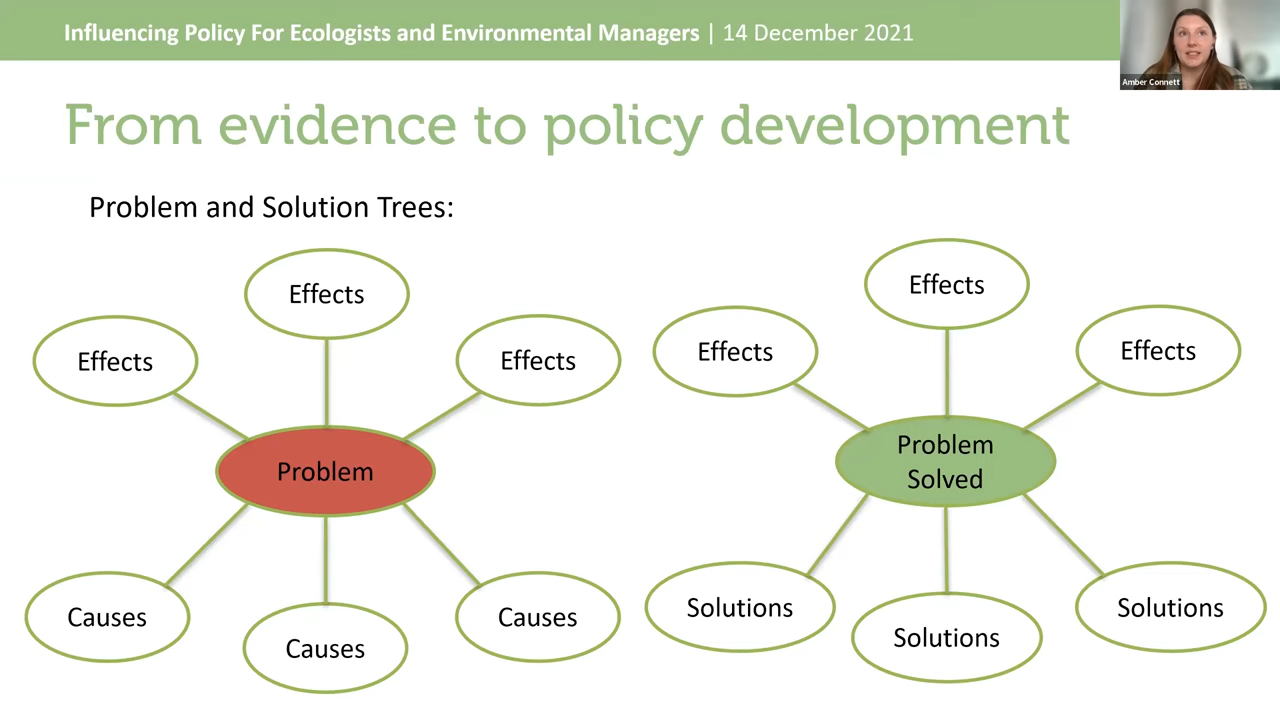 Influencing Policy For Ecologists and Environmental Managers | 14 December 2021
Amber Connett
From evidence to policy development
Problem and Solution Trees:
Effects
Effects
Effects
Problem
Causes
Causes
Causes
Effects
Effects
Effects
Problem
Solved
Solutions
Solutions
Solutions